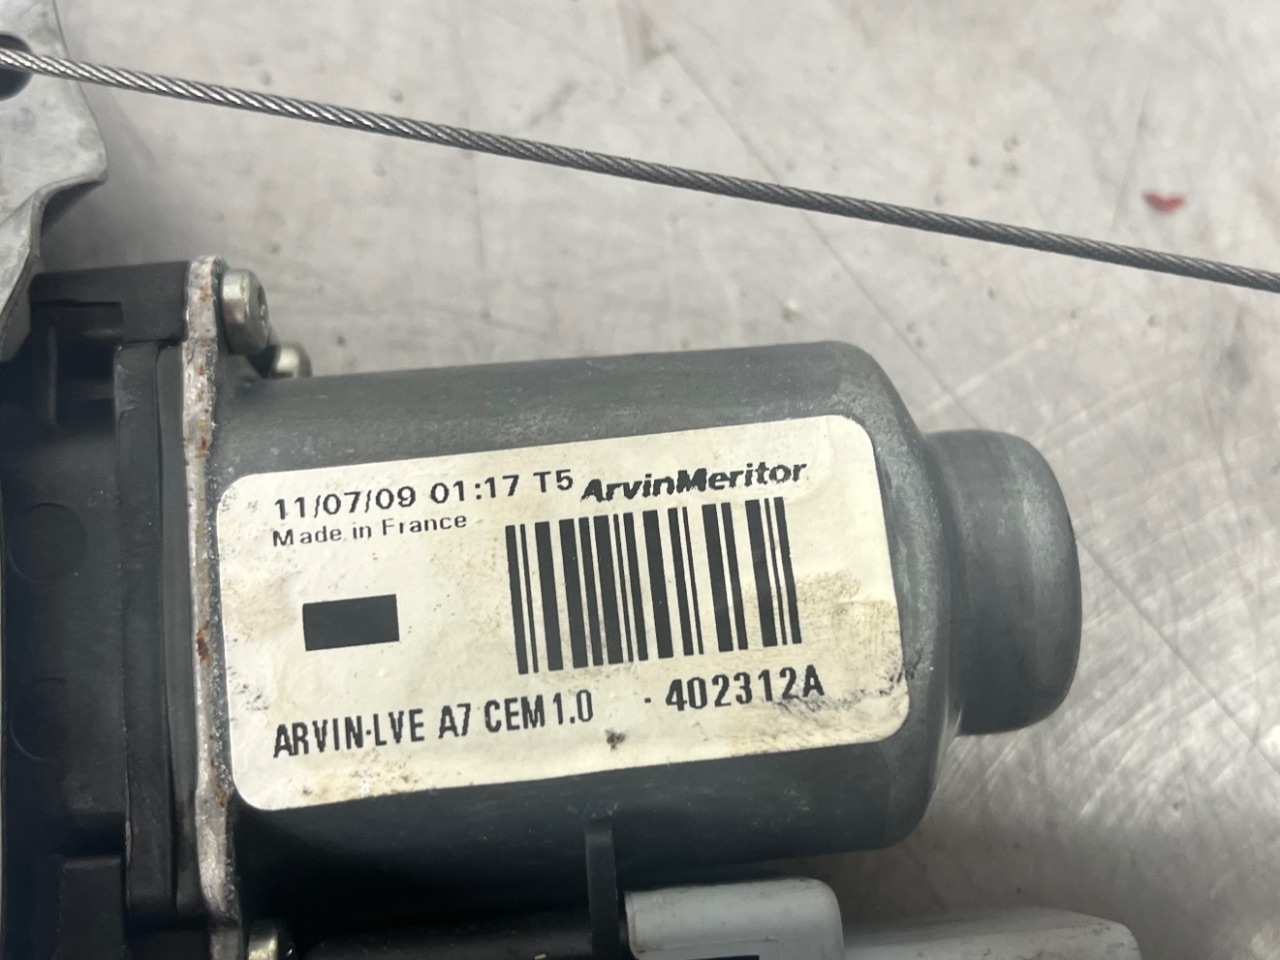 11/07/09 01:17 T5 ArvinMeritor
Made in France
ARVIN-LVE A7 CEM 1.0 - 402312A